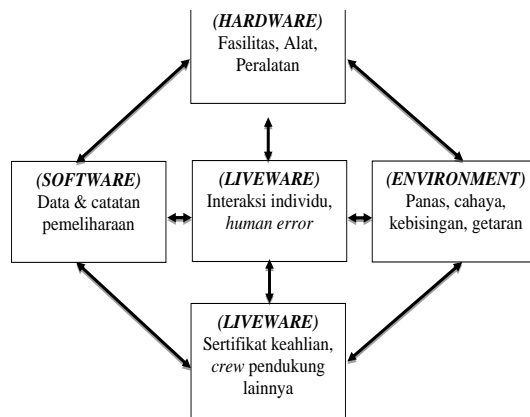 (HARDWARE)
Fasilitas, Alat,
Peralatan
(SOFTWARE)
Data & catatan
pemeliharaan
(LIVEWARE)
Interaksi individu,
human error
(ENVIRONMENT)
Panas, cahaya,
kebisingan, getaran
(LIVEWARE)
Sertifikat keahlian,
crew pendukung
lainnya